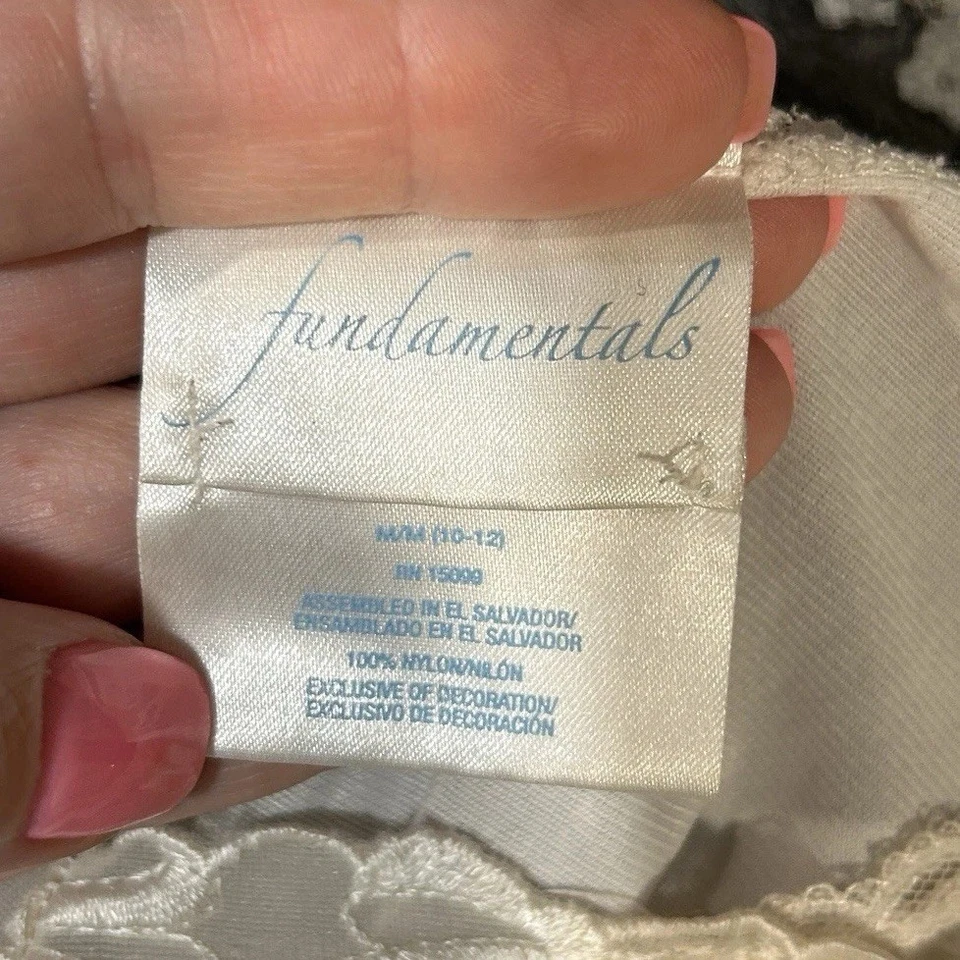 fundamentals
M/M (10-12)
RN 15099
ASSEMBLED IN EL SALVADOR/
ENSAMBLADO EN EL SALVADOR
100% NYLON/NILÓN
EXCLUSIVE OF DECORATION/
EXCLUSIVO DE DECORACIÓN